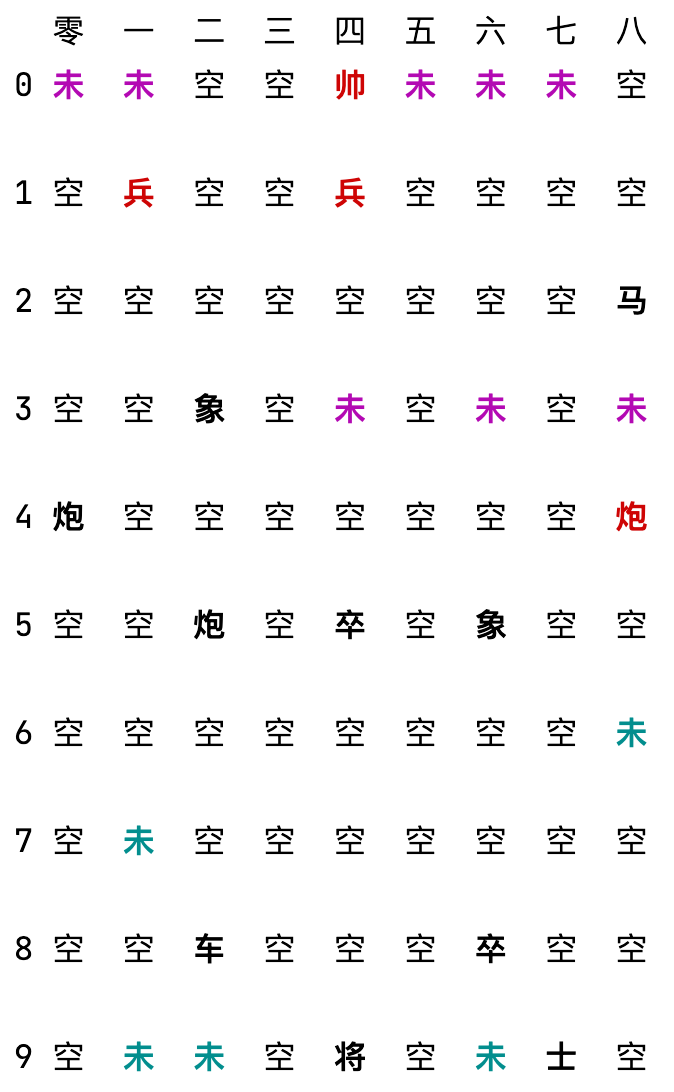 零 一 二 三 四 五 六 七 八
0 未 未 空 空 帅 未 未 未 空
1 空 兵 空 空 兵 空 空 空 空
2 空 空 空 空 空 空 空 空 马
3 空 空 象 空 未 空 未 空 未
4 炮 空 空 空 空 空 空 空 炮
5 空 空 炮 空 卒 空 象 空 空
6 空 空 空 空 空 空 空 空 未
7 空 未 空 空 空 空 空 空 空
8 空 空 车 空 空 空 卒 空 空
9 空 未 未 空 将 空 未 士 空